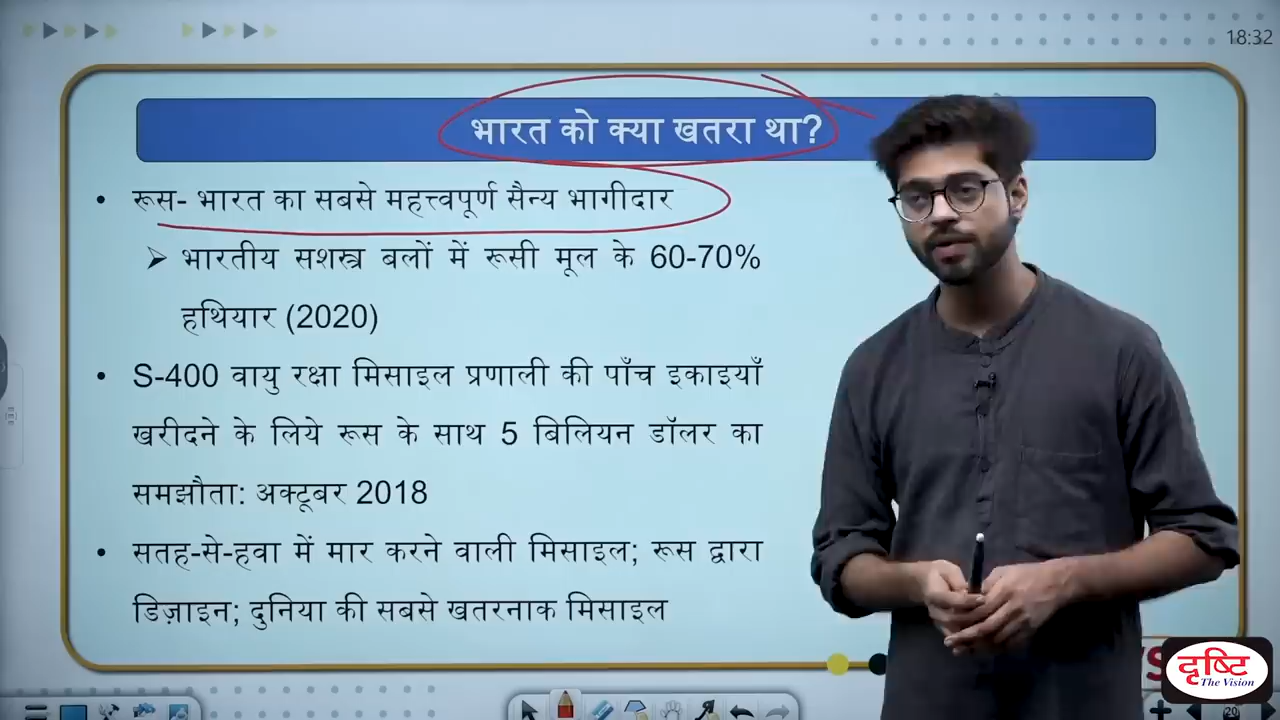 18:32
भारत को क्या खतरा था?
• रूस- भारत का सबसे महत्त्वपूर्ण सैन्य भागीदार
➢ भारतीय सशस्त्र बलों में रूसी मूल के 60-70%
हथियार (2020)
• S-400 वायु रक्षा मिसाइल प्रणाली की पाँच इकाइयाँ
खरीदने के लिये रूस के साथ 5 बिलियन डॉलर का
समझौता: अक्टूबर 2018
• सतह-से-हवा में मार करने वाली मिसाइल; रूस द्वारा
डिज़ाइन; दुनिया की सबसे खतरनाक मिसाइल
दृष्टि
The Vision
20